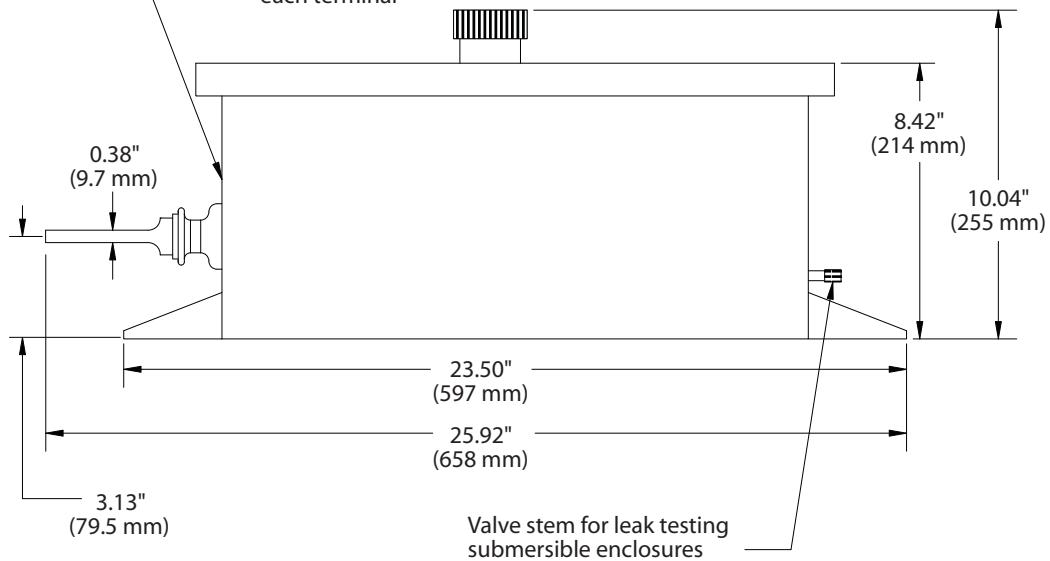 each terminal
8.42"
(214 mm)
0.38"
(9.7 mm)
10.04"
(255 mm)
23.50"
(597 mm)
25.92"
(658 mm)
3.13"
(79.5 mm)
Valve stem for leak testing
submersible enclosures